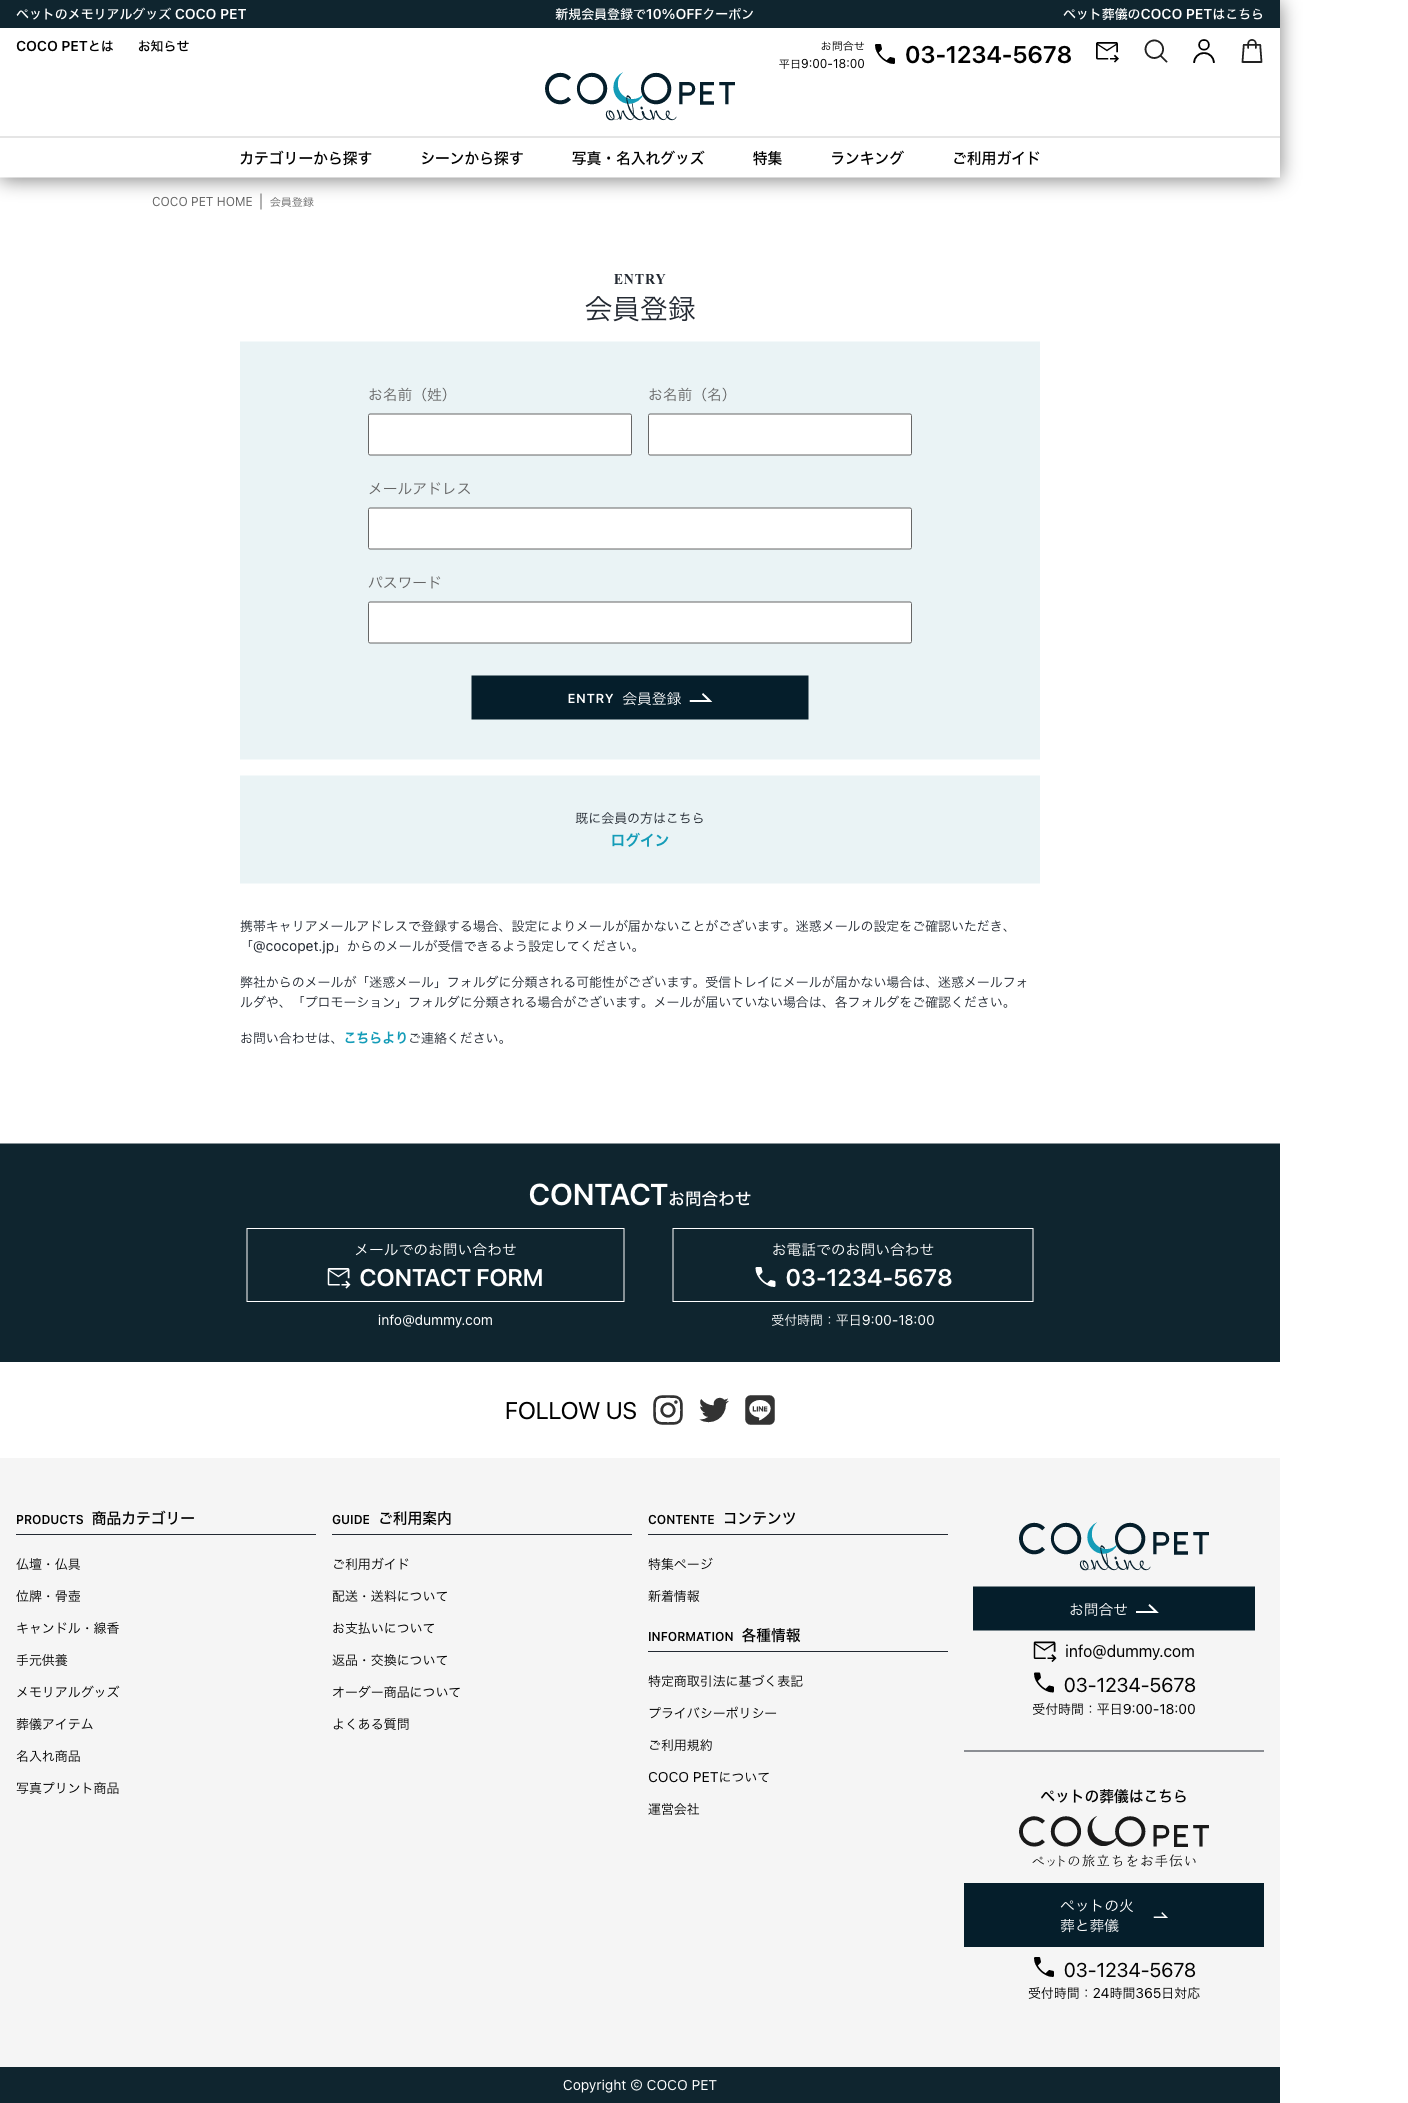 ペットのメモリアルグッズ COCO PET
新規会員登録で10%OFFクーポン
ペット葬儀のCOCO PETはこちら
COCO PETとは
お知らせ
お問合せ
平日9:00-18:00
03-1234-5678
COCO PET
online
カテゴリーから探す
シーンから探す
写真・名入れグッズ
特集
ランキング
ご利用ガイド
COCO PET HOME | 会員登録
ENTRY
会員登録
お名前（姓）
お名前（名）
メールアドレス
パスワード
ENTRY 会員登録
既に会員の方はこちら
ログイン
携帯キャリアメールアドレスで登録する場合、設定によりメールが届かないことがございます。迷惑メールの設定をご確認いただき、
「@cocopet.jp」からのメールが受信できるよう設定してください。
弊社からのメールが「迷惑メール」フォルダに分類される可能性がございます。受信トレイにメールが届かない場合は、迷惑メールフォ
ルダや、「プロモーション」フォルダに分類される場合がございます。メールが届いていない場合は、各フォルダをご確認ください。
お問い合わせは、こちらよりご連絡ください。
CONTACTお問合わせ
メールでのお問い合わせ
CONTACT FORM
info@dummy.com
お電話でのお問い合わせ
03-1234-5678
受付時間：平日9:00-18:00
FOLLOW US
LINE
PRODUCTS 商品カテゴリー
仏壇・仏具
位牌・骨壺
キャンドル・線香
手元供養
メモリアルグッズ
葬儀アイテム
名入れ商品
写真プリント商品
GUIDE ご利用案内
ご利用ガイド
配送・送料について
お支払いについて
返品・交換について
オーダー商品について
よくある質問
CONTENTE コンテンツ
特集ページ
新着情報
INFORMATION 各種情報
特定商取引法に基づく表記
プライバシーポリシー
ご利用規約
COCO PETについて
運営会社
COCO PET
online
お問合せ
info@dummy.com
03-1234-5678
受付時間：平日9:00-18:00
ペットの葬儀はこちら
COCO PET
ペットの旅立ちをお手伝い
ペットの火
葬と葬儀
03-1234-5678
受付時間：24時間365日対応
Copyright © COCO PET